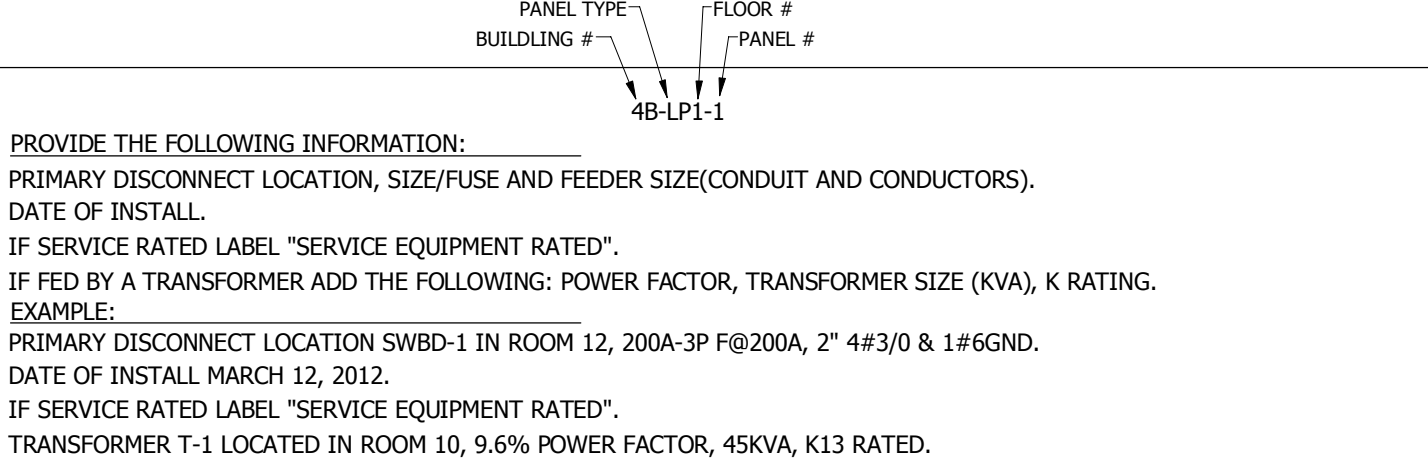 PANEL TYPE FLOOR #
BUILDLING # PANEL #
4B-LP1-1
PROVIDE THE FOLLOWING INFORMATION:
PRIMARY DISCONNECT LOCATION, SIZE/FUSE AND FEEDER SIZE(CONDUIT AND CONDUCTORS).
DATE OF INSTALL.
IF SERVICE RATED LABEL "SERVICE EQUIPMENT RATED".
IF FED BY A TRANSFORMER ADD THE FOLLOWING: POWER FACTOR, TRANSFORMER SIZE (KVA), K RATING.
EXAMPLE:
PRIMARY DISCONNECT LOCATION SWBD-1 IN ROOM 12, 200A-3P F@200A, 2" 4#3/0 & 1#6GND.
DATE OF INSTALL MARCH 12, 2012.
IF SERVICE RATED LABEL "SERVICE EQUIPMENT RATED".
TRANSFORMER T-1 LOCATED IN ROOM 10, 9.6% POWER FACTOR, 45KVA, K13 RATED.